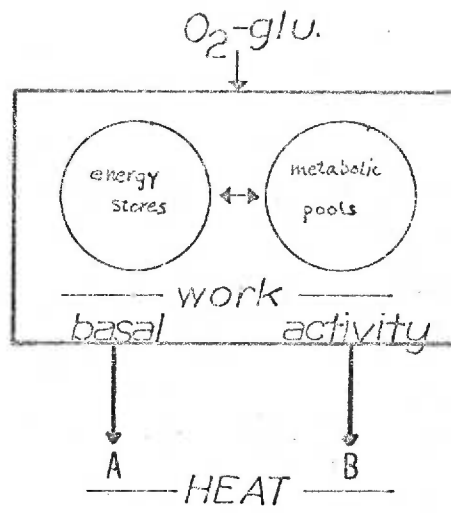 O2-glu.
energy stores
metabolic pools
work
basal activity
A B
HEAT